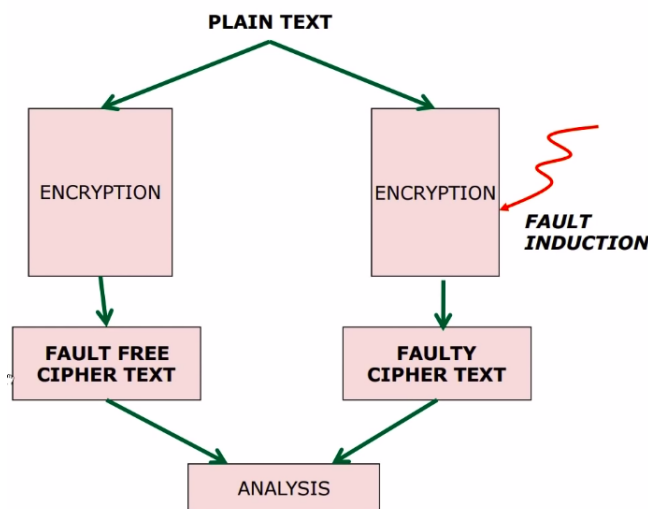 PLAIN TEXT
ENCRYPTION
ENCRYPTION
FAULT
INDUCTION
FAULT FREE
CIPHER TEXT
FAULTY
CIPHER TEXT
ANALYSIS